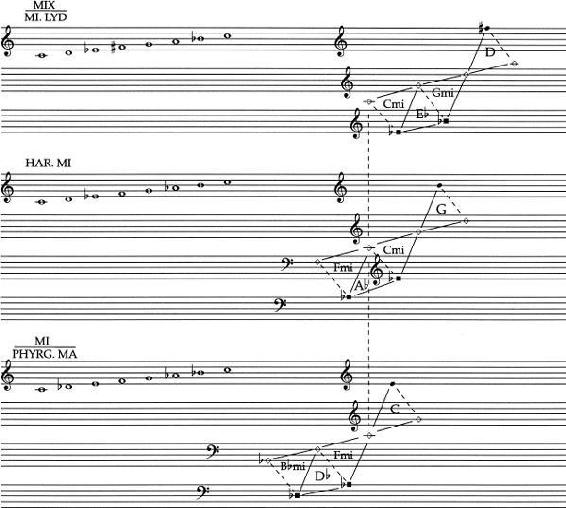 MIX
MI. LYD
D
Cmi
Gmi
E♭
HAR. MI
G
Cmi
Fmi
A♭
MI
PHYRG. MA
C
B♭mi
Fmi
D♭